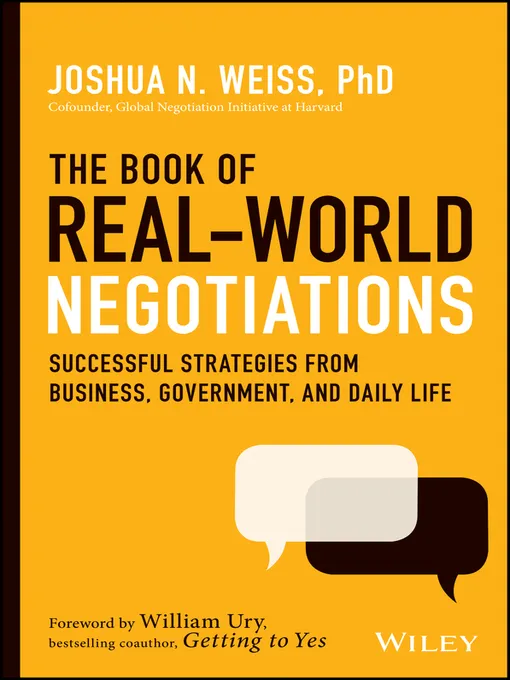 JOSHUA N. WEISS, PhD
Cofounder, Global Negotiation Initiative at Harvard
THE BOOK OF
REAL–WORLD
NEGOTIATIONS
SUCCESSFUL STRATEGIES FROM
BUSINESS, GOVERNMENT, AND DAILY LIFE
Foreword by William Ury,
bestselling coauthor, Getting to Yes
WILEY